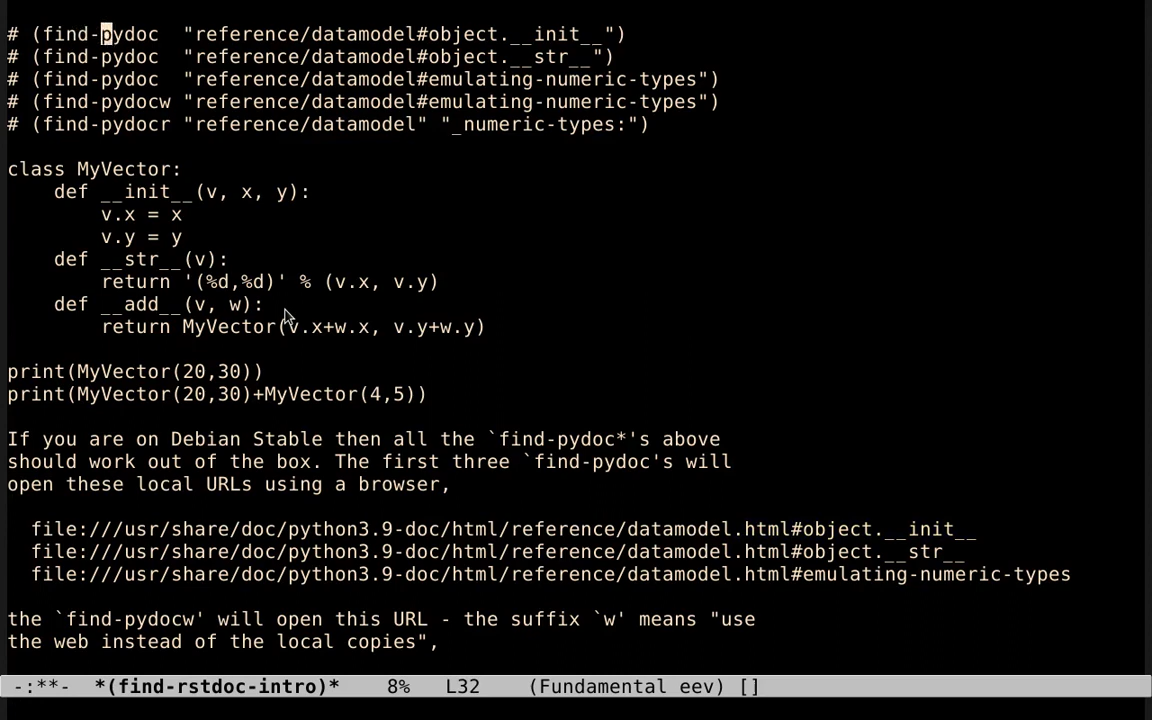 # (find-pydoc  "reference/datamodel#object.__init__")
# (find-pydoc  "reference/datamodel#object.__str__")
# (find-pydoc  "reference/datamodel#emulating-numeric-types")
# (find-pydocw "reference/datamodel#emulating-numeric-types")
# (find-pydocr "reference/datamodel" "_numeric-types:")
class MyVector:
    def __init__(v, x, y):
        v.x = x
        v.y = y
    def __str__(v):
        return '(%d,%d)' % (v.x, v.y)
    def __add__(v, w):
        return MyVector(v.x+w.x, v.y+w.y)
print(MyVector(20,30))
print(MyVector(20,30)+MyVector(4,5))
If you are on Debian Stable then all the `find-pydoc*'s above
should work out of the box. The first three `find-pydoc's will
open these local URLs using a browser,
  file:///usr/share/doc/python3.9-doc/html/reference/datamodel.html#object.__init__
  file:///usr/share/doc/python3.9-doc/html/reference/datamodel.html#object.__str__
  file:///usr/share/doc/python3.9-doc/html/reference/datamodel.html#emulating-numeric-types
the `find-pydocw' will open this URL - the suffix `w' means "use
the web instead of the local copies",
-:**-  *(find-rstdoc-intro)*    8%   L32    (Fundamental eev) []